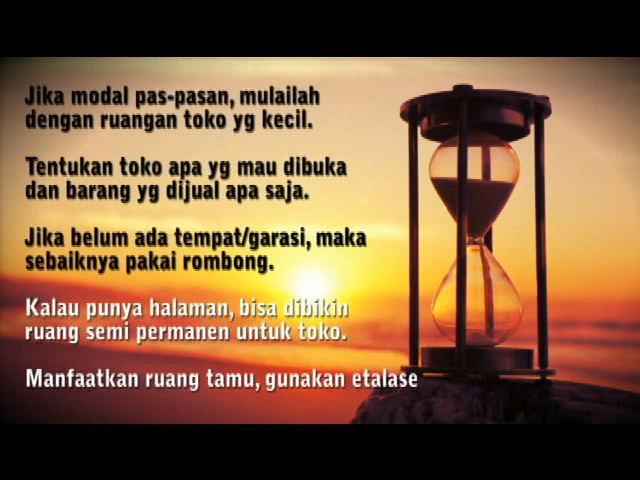 Jika modal pas-pasan, mulailah
dengan ruangan toko yg kecil.
Tentukan toko apa yg mau dibuka
dan barang yg dijual apa saja.
Jika belum ada tempat/garasi, maka
sebaiknya pakai rombong.
Kalau punya halaman, bisa dibikin
ruang semi permanen untuk toko.
Manfaatkan ruang tamu, gunakan etalase